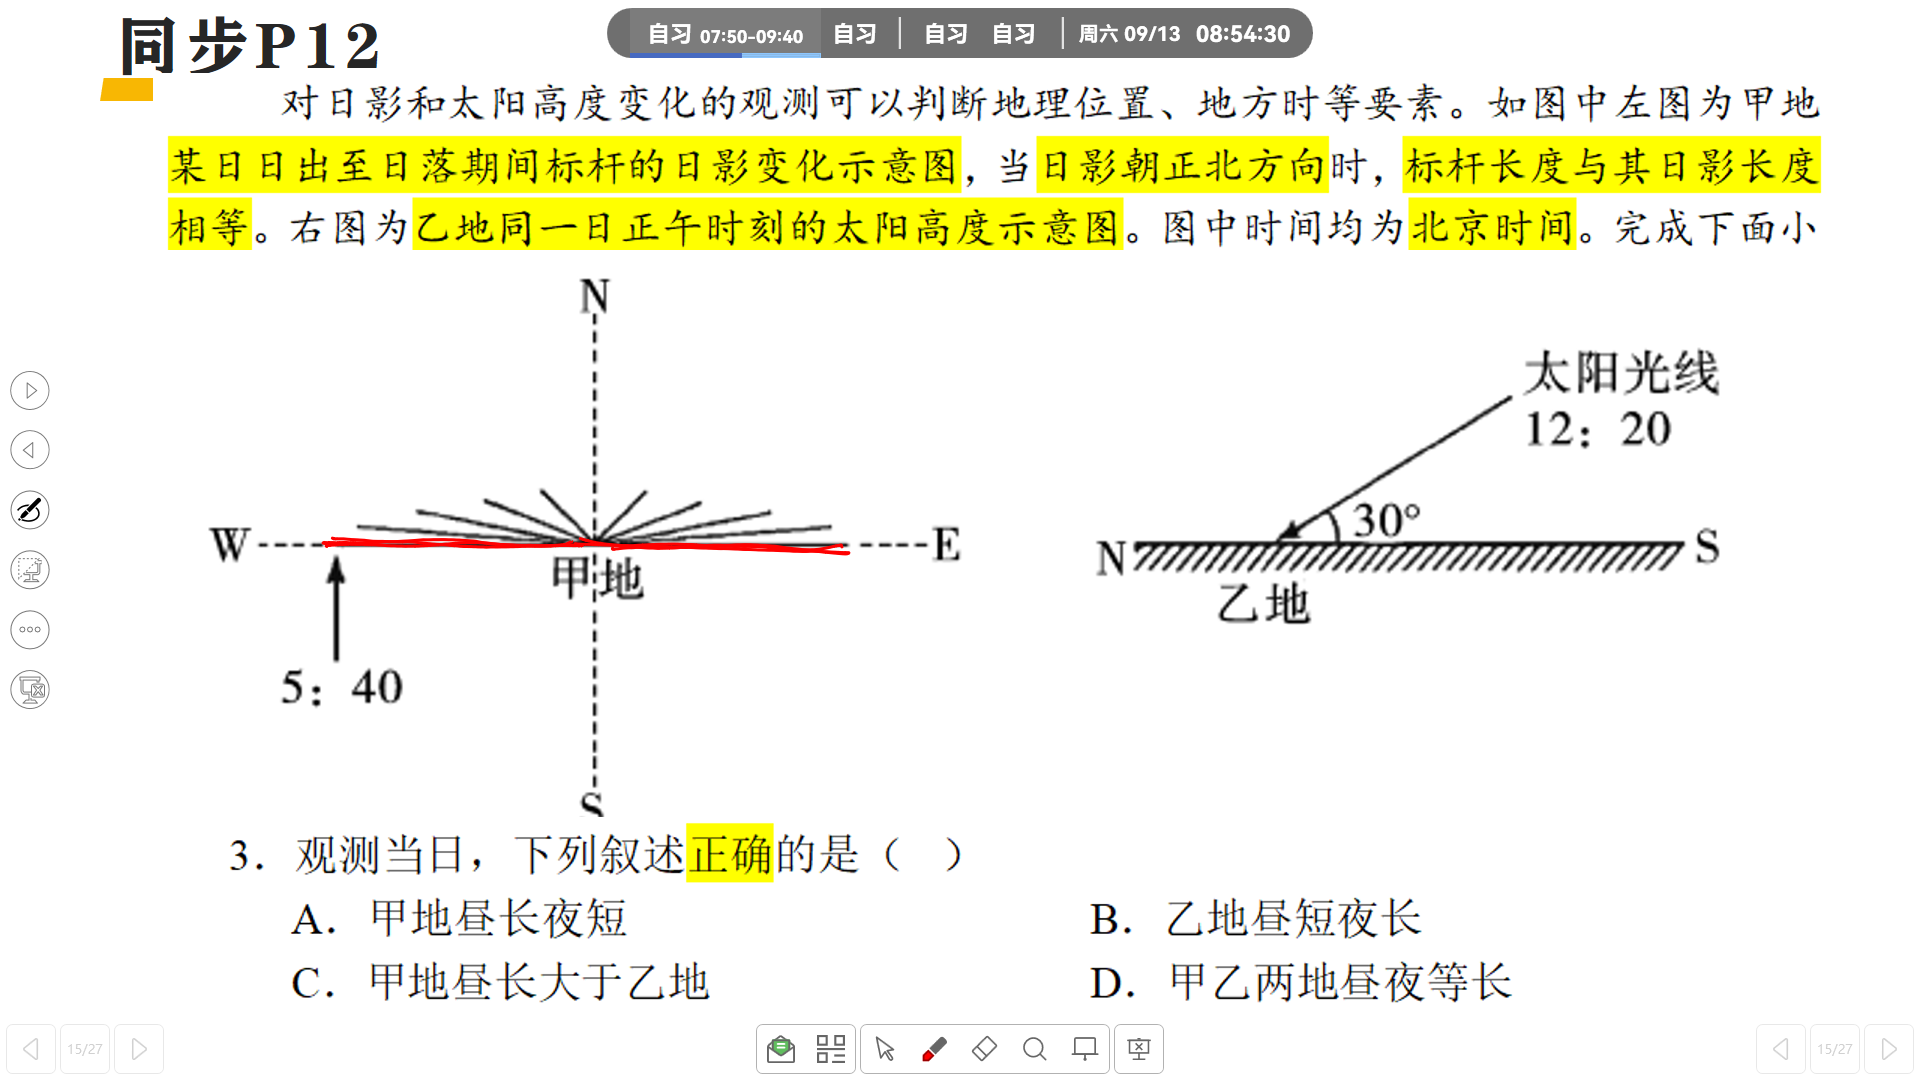 同步P12
自习 07:50-09:40 自习 自习 自习 周六 09/13 08:54:30
对日影和太阳高度变化的观测可以判断地理位置、地方时等要素。如图中左图为甲地
某日日出至日落期间标杆的日影变化示意图，当日影朝正北方向时，标杆长度与其日影长度
相等。右图为乙地同一日正午时刻的太阳高度示意图。图中时间均为北京时间。完成下面小
N
W
E
甲地
5：40
S
太阳光线
12：20
30°
N
S
乙地
3．观测当日，下列叙述正确的是（ ）
A．甲地昼长夜短
B．乙地昼短夜长
C．甲地昼长大于乙地
D．甲乙两地昼夜等长
15/27
15/27